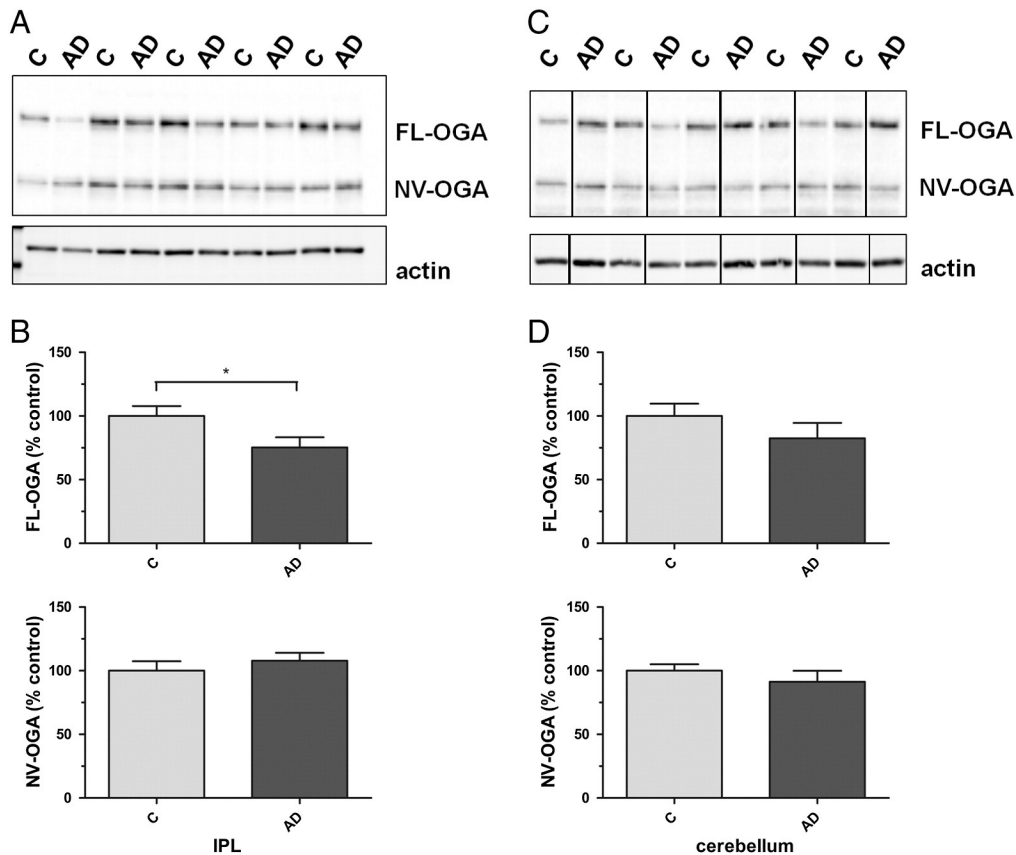 A
C AD C AD C AD C AD C AD
FL-OGA
NV-OGA
actin
B
150
100
50
0
FL-OGA (% control)
*
C AD
150
100
50
0
NV-OGA (% control)
C AD
IPL
C
C AD C AD C AD C AD C AD
FL-OGA
NV-OGA
actin
D
150
100
50
0
FL-OGA (% control)
C AD
150
100
50
0
NV-OGA (% control)
C AD
cerebellum